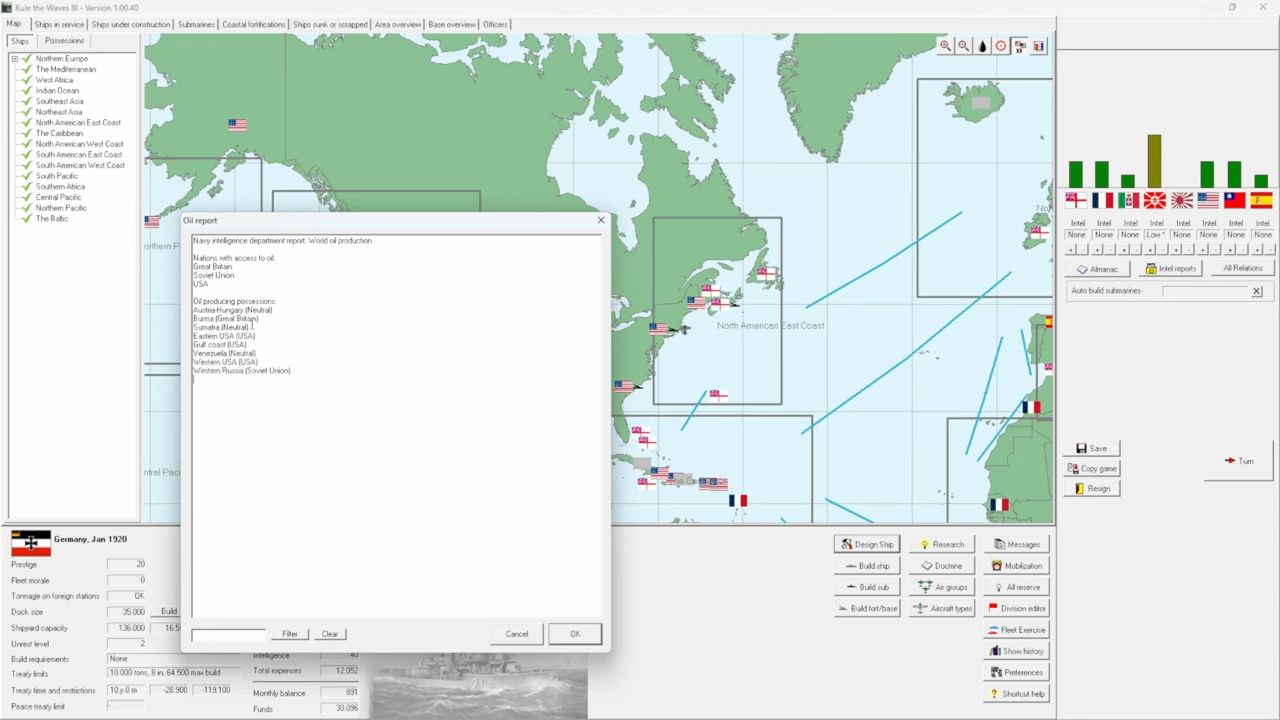 Rule the Waves III - Version 1.00.40
Map
Ships in service
Ships under construction
Submarines
Coastal fortifications
Ships sunk or scrapped
Area overview
Base overview
Officers
Ships
Possessions
Northern Europe
The Mediterranean
West Africa
Indian Ocean
Southeast Asia
Northeast Asia
North American East Coast
The Caribbean
North American West Coast
South American East Coast
South American West Coast
South Pacific
Southern Africa
Central Pacific
Northern Pacific
The Baltic
North American East Coast
Oil report
Navy intelligence department report: World oil production.
Nations with access to oil:
Great Britain
Soviet Union
USA
Oil producing possessions:
Austria-Hungary (Neutral)
Burma (Great Britain)
Sumatra (Neutral)
Eastern USA (USA)
Gulf coast (USA)
Venezuela (Neutral)
Western USA (USA)
Western Russia (Soviet Union)
Filter
Clear
Cancel
OK
Intel Intel Intel Intel Intel Intel Intel Intel
None None None Low * None None None None
+ - + - + - + - + - + - + - + -
Almanac
Intel reports
All Relations
Auto build submarines
Save
Copy game
Resign
Turn
Germany, Jan 1920
Prestige 20
Fleet morale 0
Tonnage on foreign stations OK
Dock size 35.000 Build
Shipyard capacity 136.000
Unrest level 2
Build requirements None
Treaty limits 10.000 tons, 8 in, 64.500 max build
Treaty time and restrictions 10 y 0 m -28.900 -119.100
Peace treaty limit -
Intelligence 40
Total expenses 12.052
Monthly balance 891
Funds 30.096
Design Ship
Research
Messages
Build ship
Doctrine
Mobilization
Build sub
Air groups
All reserve
Build fort/base
Aircraft types
Division editor
Fleet Exercise
Show history
Preferences
Shortcut help